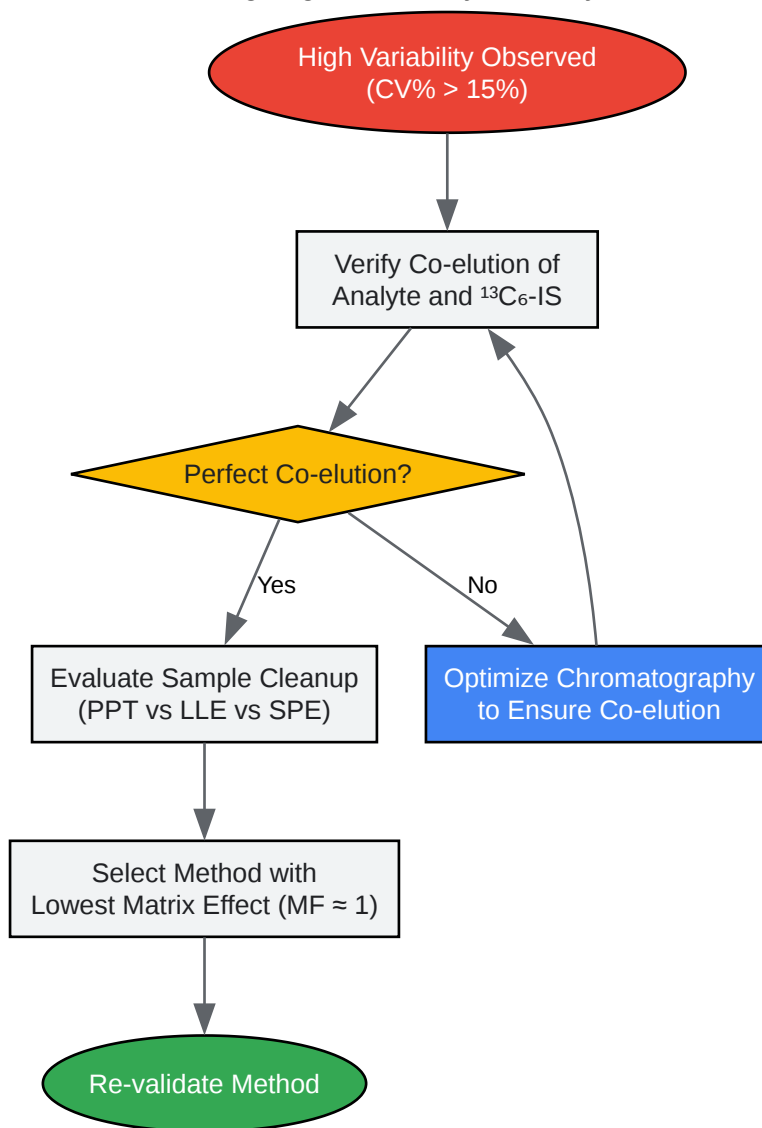 High Variability Observed
(CV% > 15%)
Verify Co-elution of
Analyte and ¹³C₆-IS
Perfect Co-elution?
Yes
No
Evaluate Sample Cleanup
(PPT vs LLE vs SPE)
Optimize Chromatography
to Ensure Co-elution
Select Method with
Lowest Matrix Effect (MF ≈ 1)
Re-validate Method